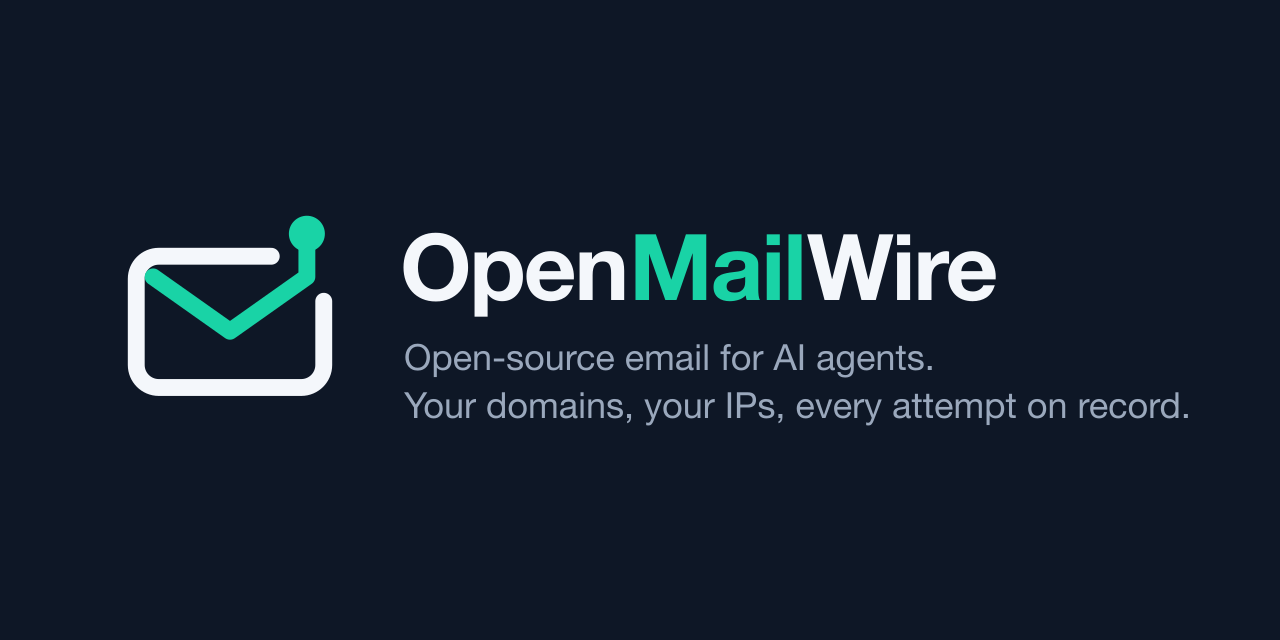 OpenMailWire
Open-source email for AI agents.
Your domains, your IPs, every attempt on record.